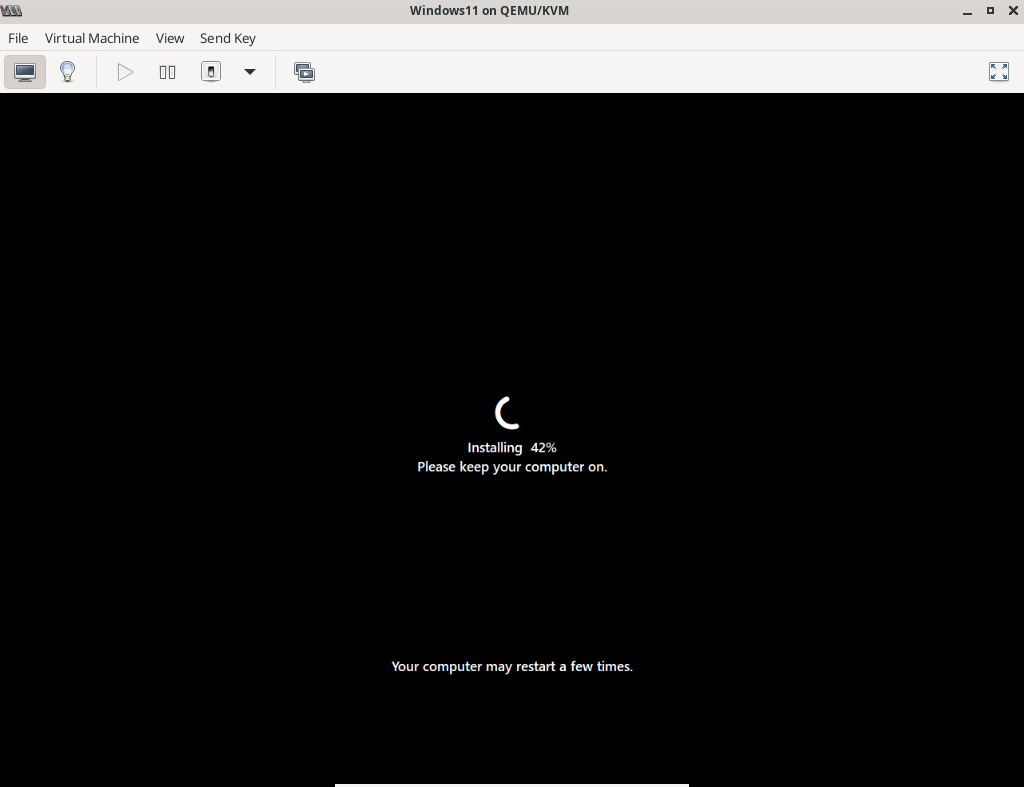 Windows11 on QEMU/KVM
File Virtual Machine View Send Key
Installing 42%
Please keep your computer on.
Your computer may restart a few times.